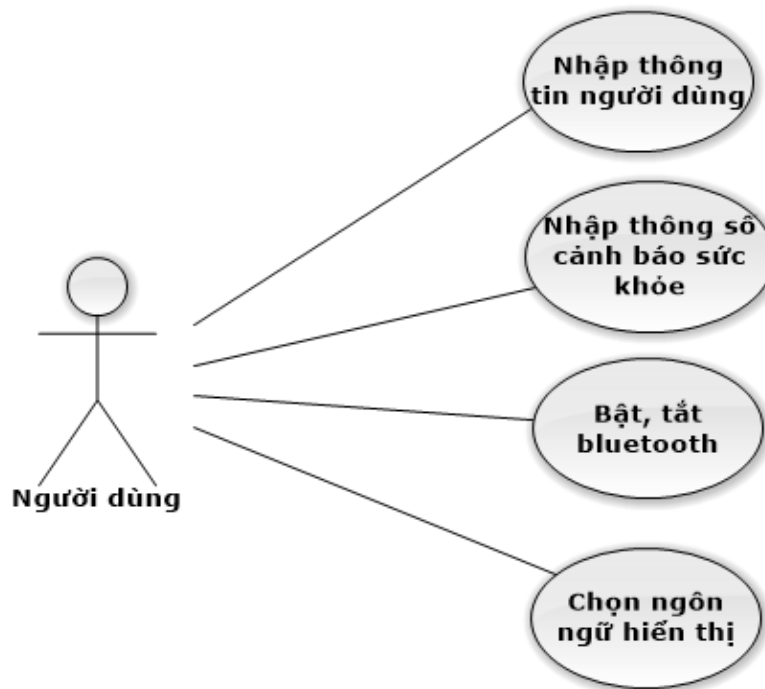 Nhập thông
tin người dùng
Nhập thông số
cảnh báo sức
khỏe
Bật, tắt
bluetooth
Người dùng
Chọn ngôn
ngữ hiển thị